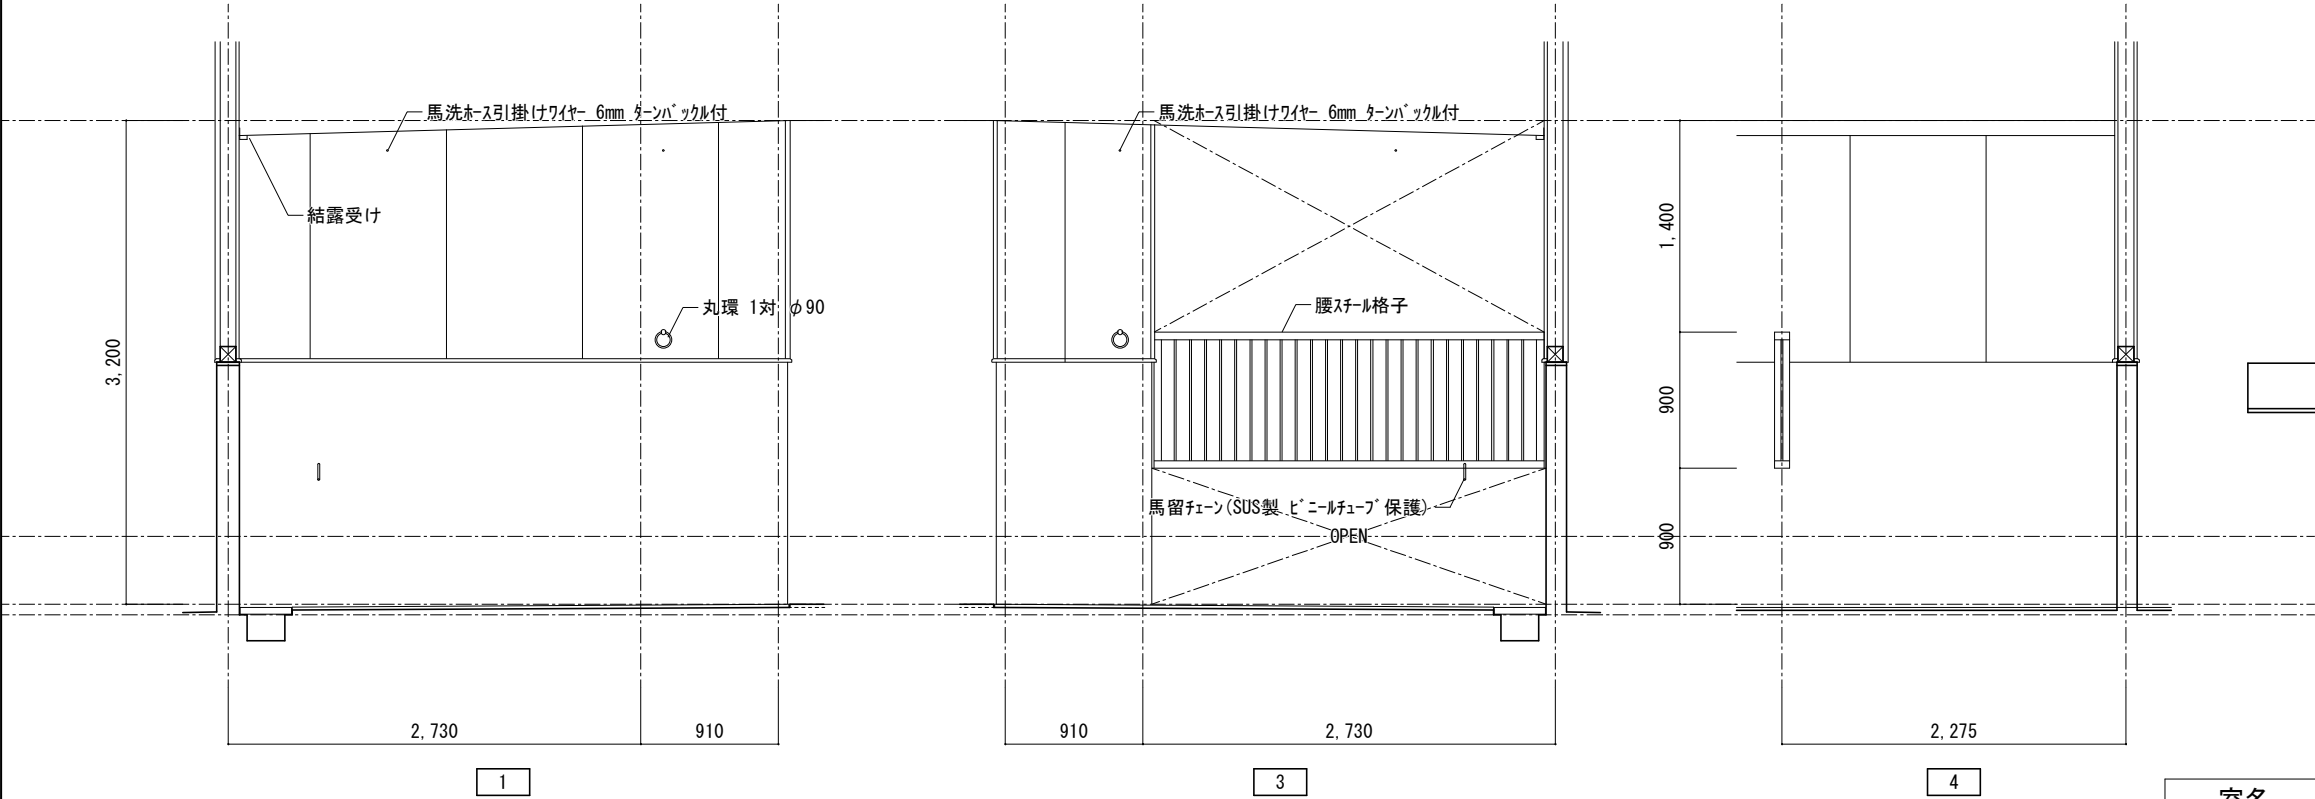 馬洗ホース引掛けワイヤー 6mm ターンバックル付
馬洗ホース引掛けワイヤー 6mm ターンバックル付
結露受け
1,400
丸環 1対 φ90
腰スチール格子
3,200
900
馬留チェーン(SUS製 ビニールチューブ保護)
OPEN
900
2,730
910
910
2,730
2,275
1
3
4
室名